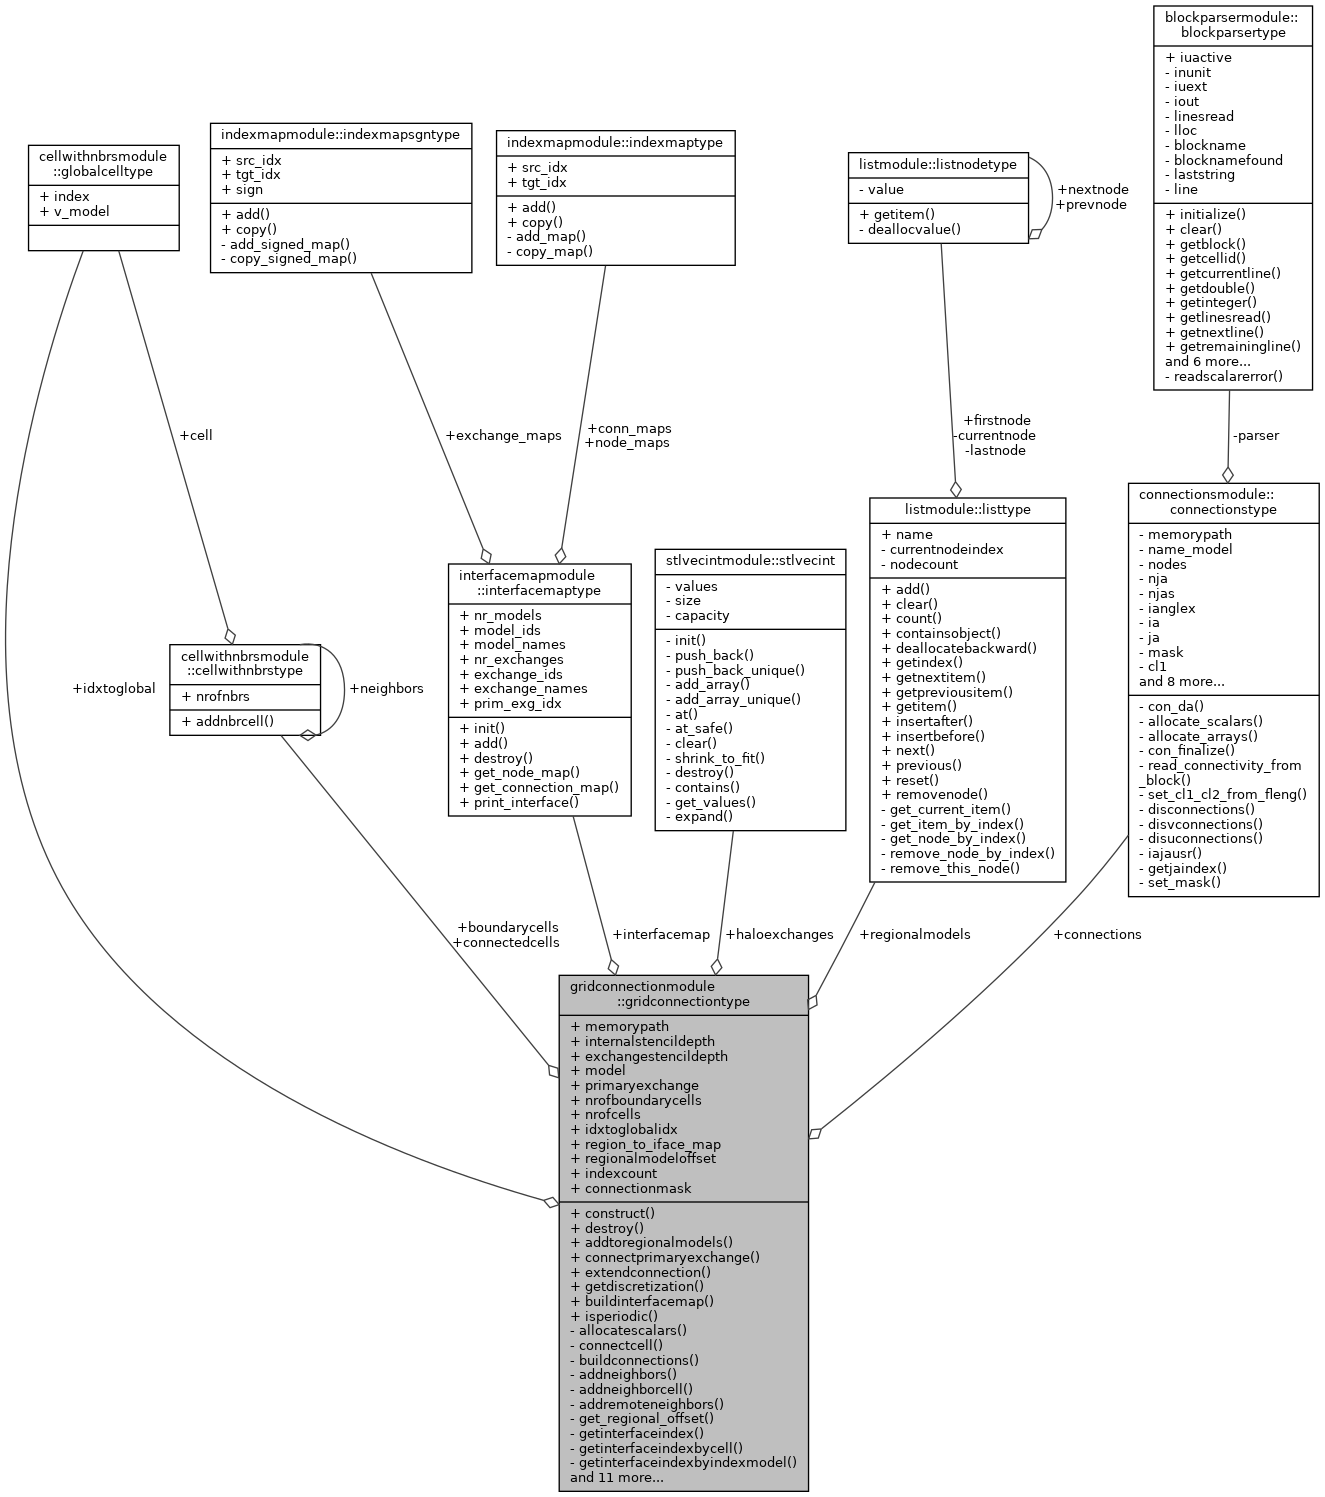 blockparsermodule::
blockparsertype
+ iuactive
- inunit
- iuext
- iout
- linesread
- lloc
- blockname
- blocknamefound
- laststring
- line
+ initialize()
+ clear()
+ getblock()
+ getcellid()
+ getcurrentline()
+ getdouble()
+ getinteger()
+ getlinesread()
+ getnextline()
+ getremainingline()
and 6 more...
- readscalarerror()
indexmapmodule::indexmapsgntype
+ src_idx
+ tgt_idx
+ sign
+ add()
+ copy()
- add_signed_map()
- copy_signed_map()
indexmapmodule::indexmaptype
+ src_idx
+ tgt_idx
+ add()
+ copy()
- add_map()
- copy_map()
cellwithnbrsmodule
::globalcelltype
+ index
+ v_model
listmodule::listnodetype
- value
+ getitem()
- deallocvalue()
+nextnode
+prevnode
+cell
+exchange_maps
+conn_maps
+node_maps
+firstnode
-currentnode
-lastnode
-parser
connectionsmodule::
connectionstype
- memorypath
- name_model
- nodes
- nja
- njas
- ianglex
- ia
- ja
- mask
- cl1
and 8 more...
- con_da()
- allocate_scalars()
- allocate_arrays()
- con_finalize()
- read_connectivity_from
_block()
- set_cl1_cl2_from_fleng()
- disconnections()
- disvconnections()
- disuconnections()
- iajausr()
- getjaindex()
- set_mask()
listmodule::listtype
+ name
- currentnodeindex
- nodecount
+ add()
+ clear()
+ count()
+ containsobject()
+ deallocatebackward()
+ getindex()
+ getnextitem()
+ getpreviousitem()
+ getitem()
+ insertafter()
+ insertbefore()
+ next()
+ previous()
+ reset()
+ removenode()
- get_current_item()
- get_item_by_index()
- get_node_by_index()
- remove_node_by_index()
- remove_this_node()
stlvecintmodule::stlvecint
- values
- size
- capacity
- init()
- push_back()
- push_back_unique()
- add_array()
- add_array_unique()
- at()
- at_safe()
- clear()
- shrink_to_fit()
- destroy()
- contains()
- get_values()
- expand()
interfacemapmodule
::interfacemaptype
+ nr_models
+ model_ids
+ model_names
+ nr_exchanges
+ exchange_ids
+ exchange_names
+ prim_exg_idx
+ init()
+ add()
+ destroy()
+ get_node_map()
+ get_connection_map()
+ print_interface()
cellwithnbrsmodule
::cellwithnbrstype
+ nrofnbrs
+ addnbrcell()
+neighbors
+idxtoglobal
+boundarycells
+connectedcells
+interfacemap
+haloexchanges
+regionalmodels
+connections
gridconnectionmodule
::gridconnectiontype
+ memorypath
+ internalstencildepth
+ exchangestencildepth
+ model
+ primaryexchange
+ nrofboundarycells
+ nrofcells
+ idxtoglobalidx
+ region_to_iface_map
+ regionalmodeloffset
+ indexcount
+ connectionmask
+ construct()
+ destroy()
+ addtoregionalmodels()
+ connectprimaryexchange()
+ extendconnection()
+ getdiscretization()
+ buildinterfacemap()
+ isperiodic()
- allocatescalars()
- connectcell()
- buildconnections()
- addneighbors()
- addneighborcell()
- addremoteneighbors()
- get_regional_offset()
- getinterfaceindex()
- getinterfaceindexbycell()
- getinterfaceindexbyindexmodel()
and 11 more...